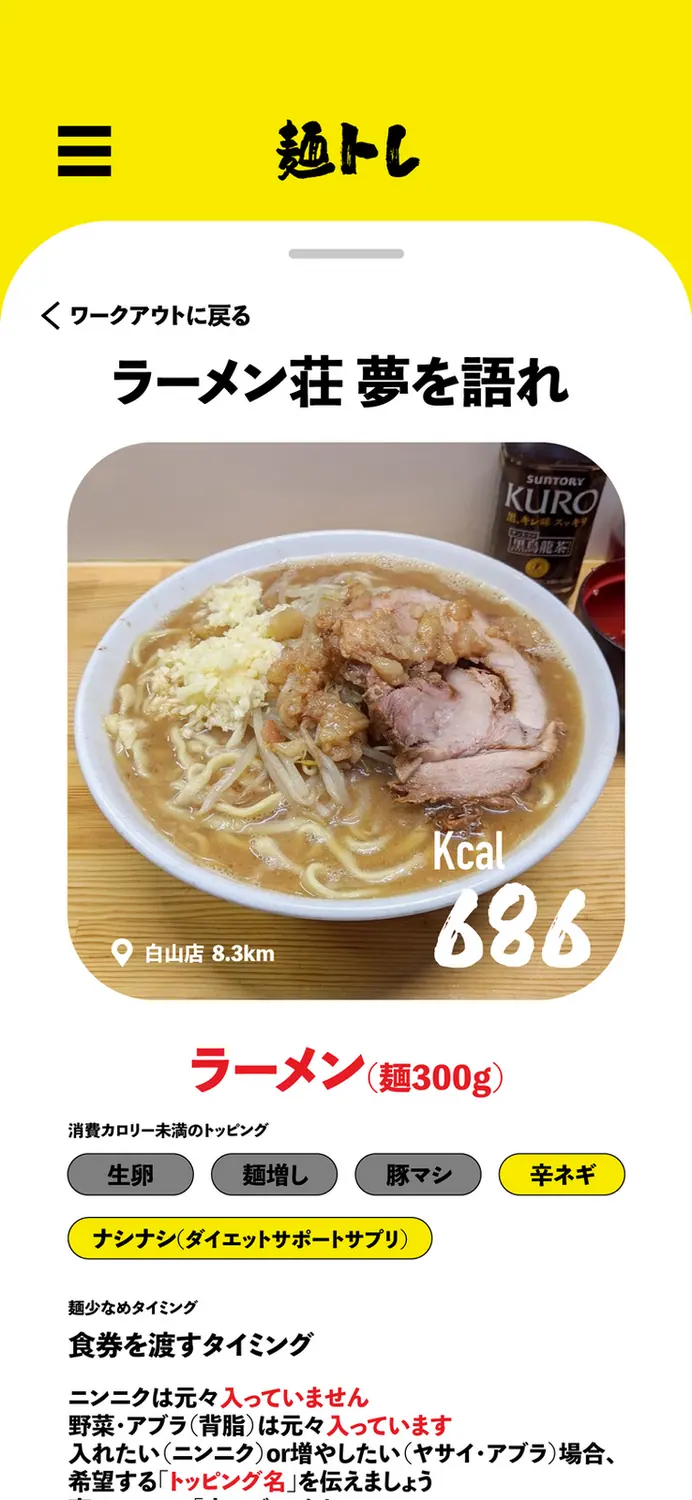 麺トレ
ワークアウトに戻る
ラーメン荘 夢を語れ
SUNTORY
KURO
黒烏龍茶
Kcal
686
白山店 8.3km
ラーメン(麺300g)
消費カロリー未満のトッピング
生卵 麺増し 豚マシ 辛ネギ
ナシナシ(ダイエットサポートサプリ)
麺少なめタイミング
食券を渡すタイミング
ニンニクは元々入っていません
野菜・アブラ(背脂)は元々入っています
入れたい(ニンニク)or増やしたい(ヤサイ・アブラ)場合、
希望する「トッピング名」を伝えましょう